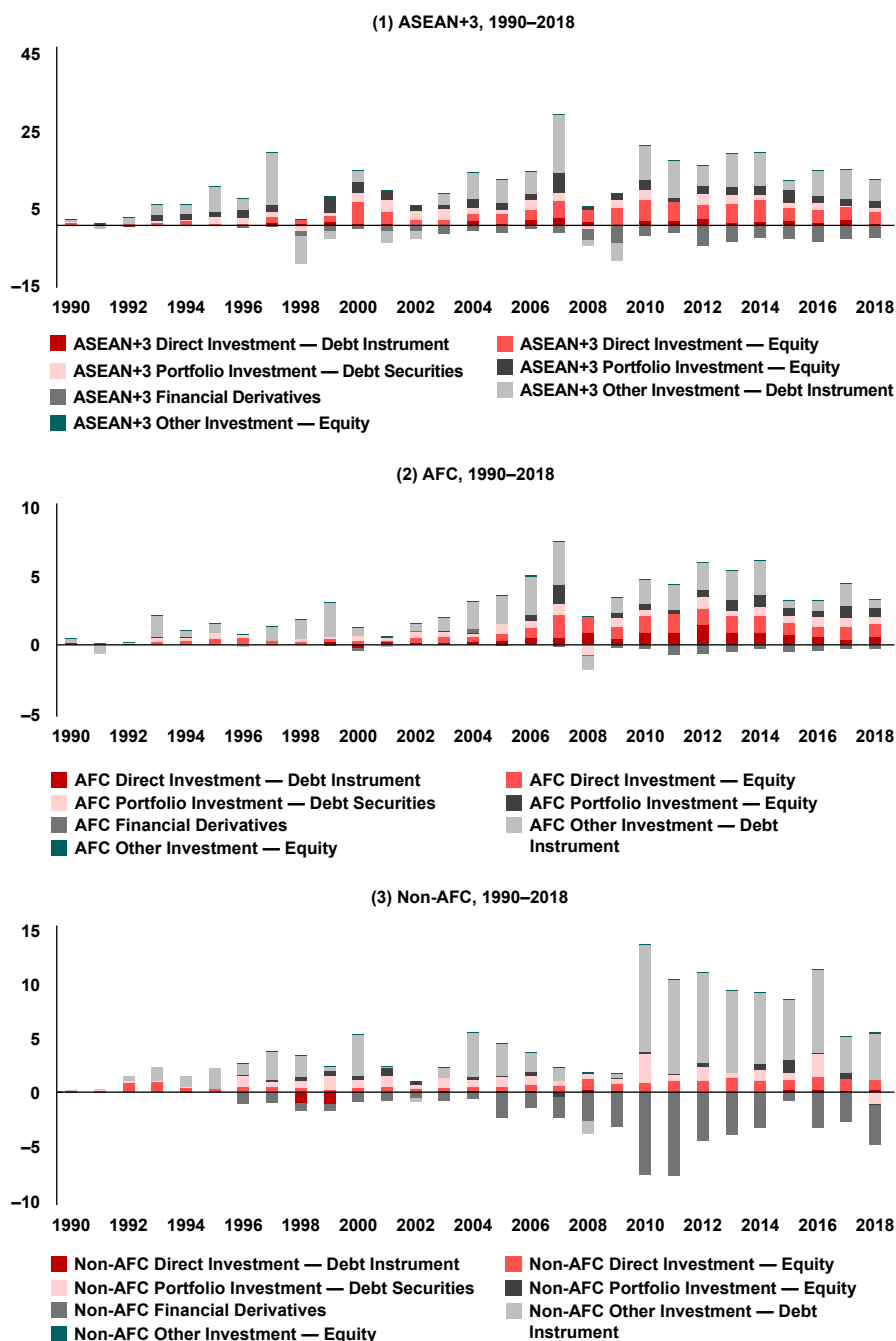 (1) ASEAN+3, 1990–2018
45
25
5
–15
1990 1992 1994 1996 1998 2000 2002 2004 2006 2008 2010 2012 2014 2016 2018
ASEAN+3 Direct Investment — Debt Instrument
ASEAN+3 Direct Investment — Equity
ASEAN+3 Portfolio Investment — Debt Securities
ASEAN+3 Portfolio Investment — Equity
ASEAN+3 Financial Derivatives
ASEAN+3 Other Investment — Debt Instrument
ASEAN+3 Other Investment — Equity
(2) AFC, 1990–2018
10
5
0
–5
1990 1992 1994 1996 1998 2000 2002 2004 2006 2008 2010 2012 2014 2016 2018
AFC Direct Investment — Debt Instrument
AFC Direct Investment — Equity
AFC Portfolio Investment — Debt Securities
AFC Portfolio Investment — Equity
AFC Financial Derivatives
AFC Other Investment — Debt
Instrument
AFC Other Investment — Equity
(3) Non-AFC, 1990–2018
15
10
5
0
–5
–10
1990 1992 1994 1996 1998 2000 2002 2004 2006 2008 2010 2012 2014 2016 2018
Non-AFC Direct Investment — Debt Instrument
Non-AFC Direct Investment — Equity
Non-AFC Portfolio Investment — Debt Securities
Non-AFC Portfolio Investment — Equity
Non-AFC Financial Derivatives
Non-AFC Other Investment — Debt
Instrument
Non-AFC Other Investment — Equity